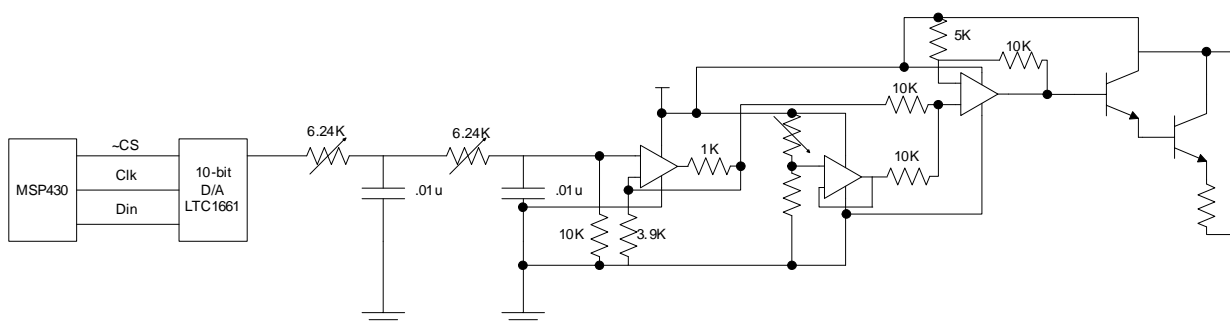 MSP430
~CS
Clk
Din
10-bit
D/A
LTC1661
6.24K
.01u
6.24K
.01u
10K
3.9K
1K
10K
10K
5K
10K